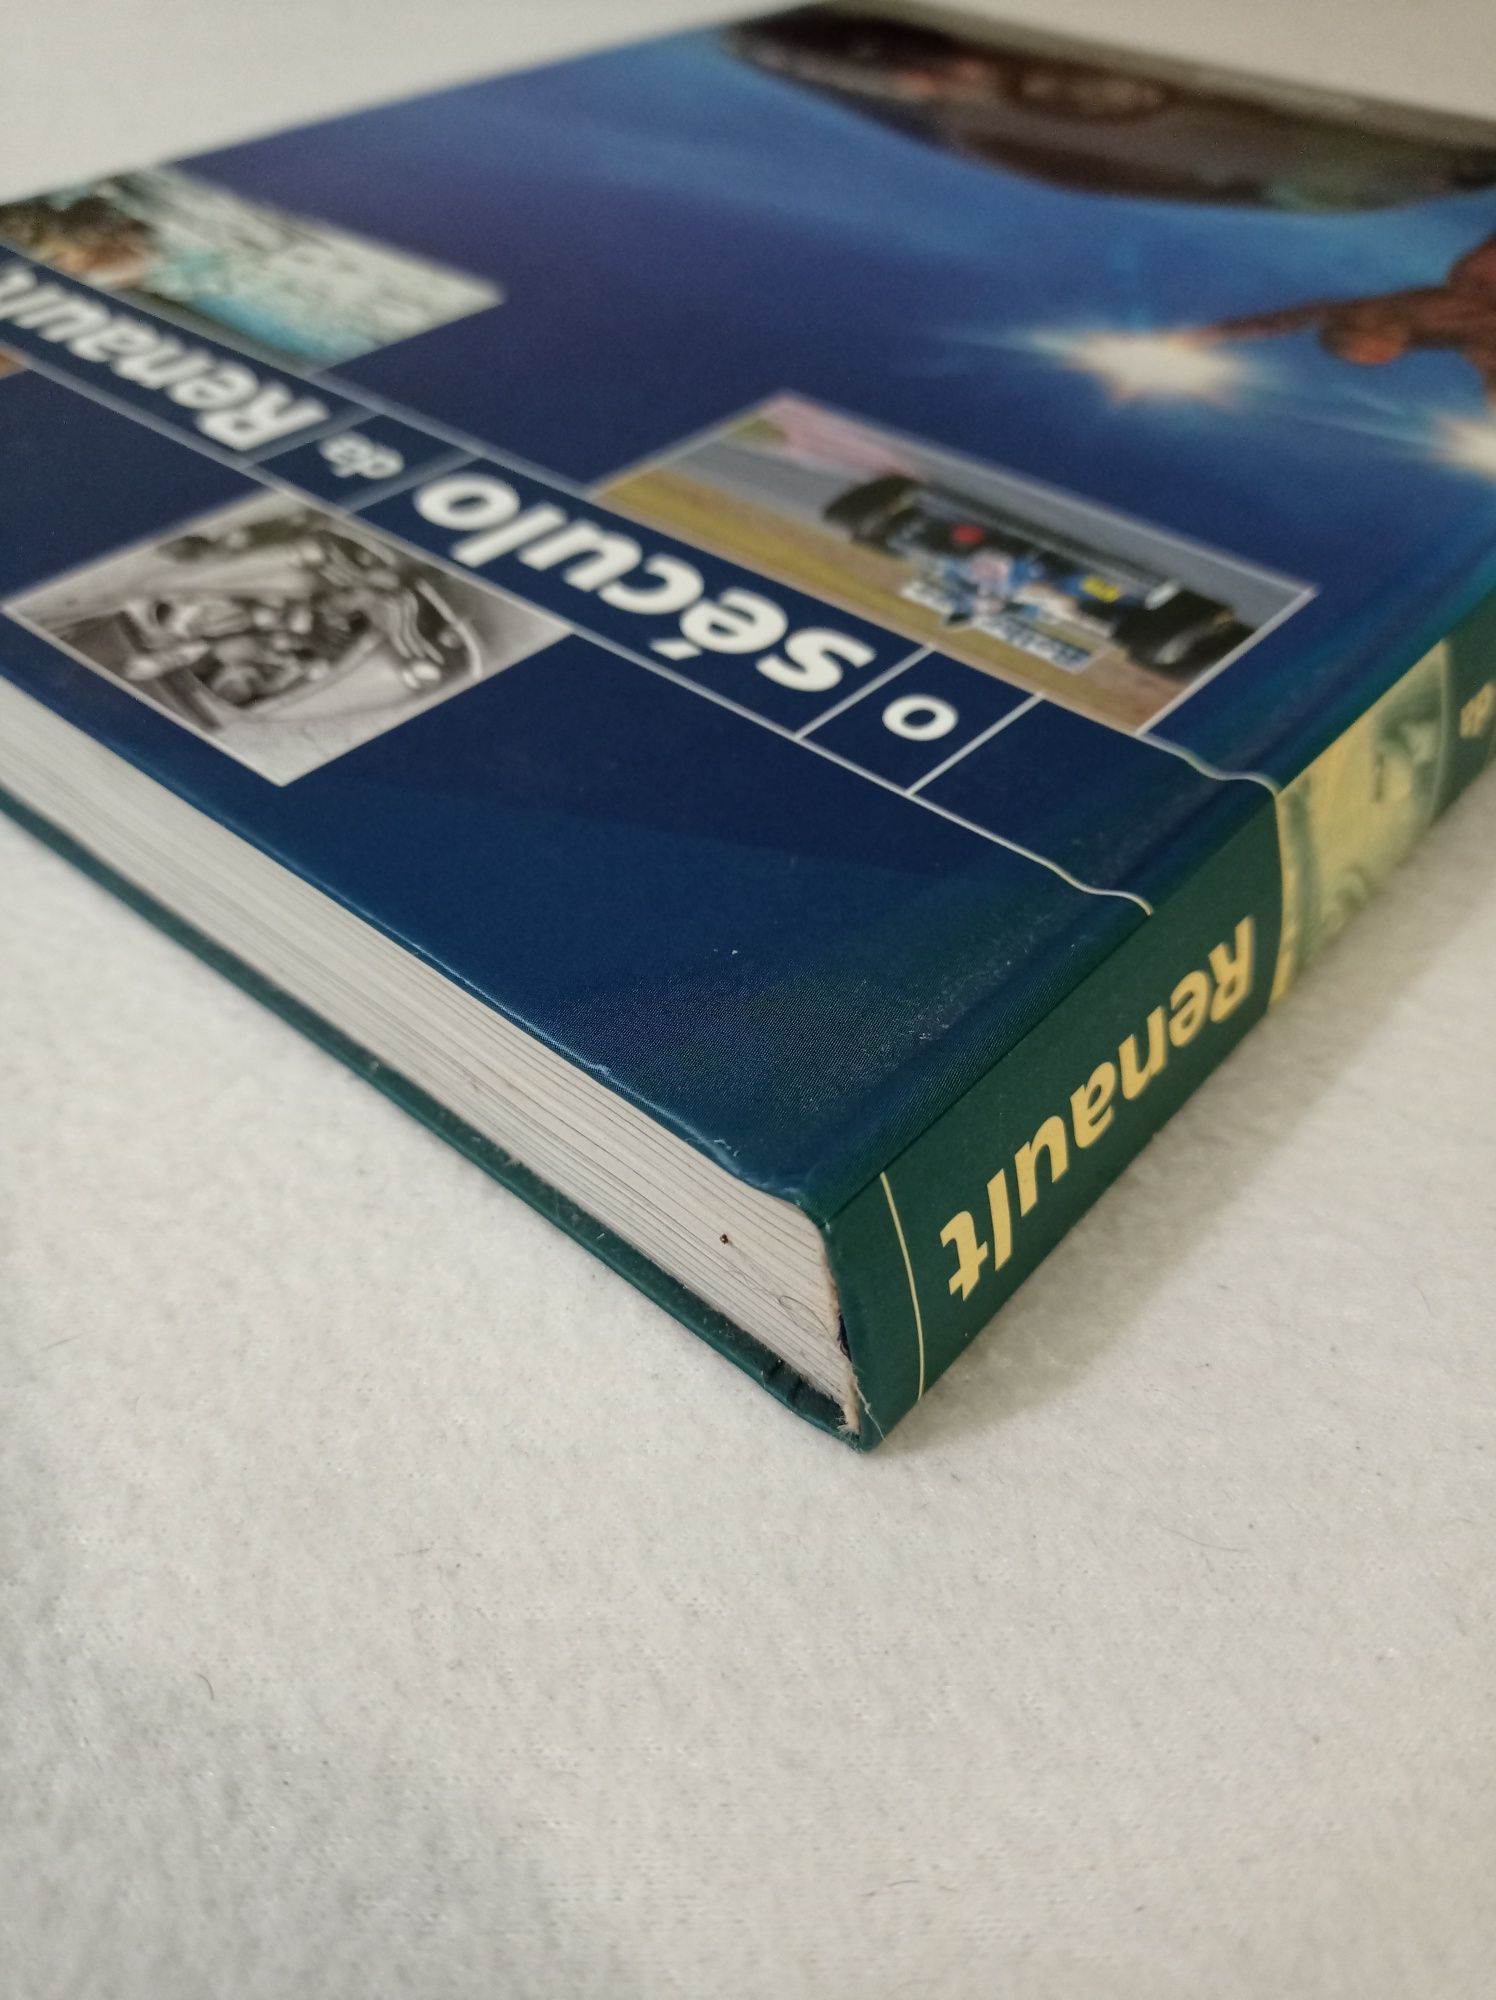 o século da Renault
da
Renault